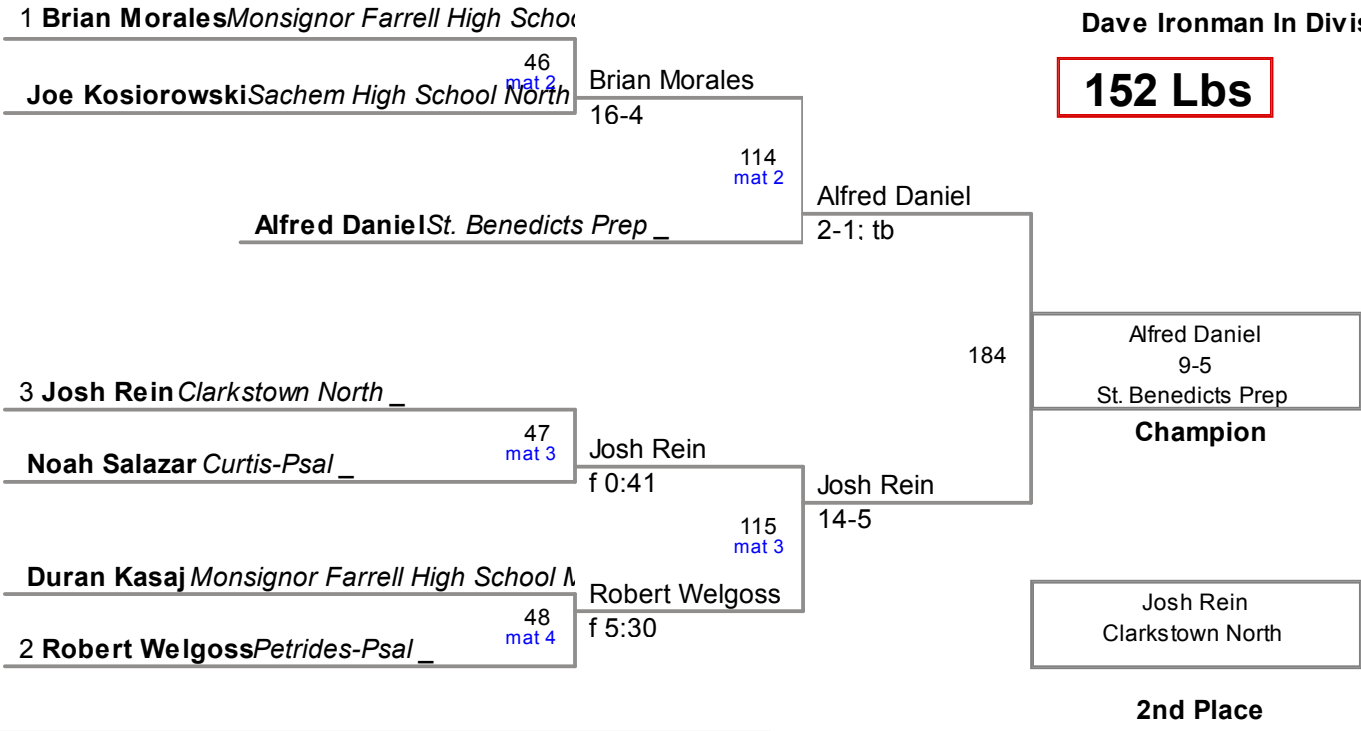 1 Brian Morales Monsignor Farrell High Schoo
Dave Ironman In Divis
152 Lbs
46
mat 2
Joe Kosiorowski Sachem High School North
Brian Morales
16-4
114
mat 2
Alfred Daniel St. Benedicts Prep _
Alfred Daniel
2-1; tb
184
Alfred Daniel
9-5
St. Benedicts Prep
Champion
3 Josh Rein Clarkstown North _
47
mat 3
Noah Salazar Curtis-Psal _
Josh Rein
f 0:41
Josh Rein
14-5
115
mat 3
Duran Kasaj Monsignor Farrell High School
48
mat 4
2 Robert Welgoss Petrides-Psal _
Robert Welgoss
f 5:30
Josh Rein
Clarkstown North
2nd Place